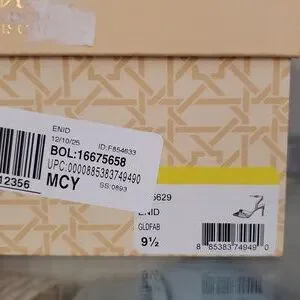 ENID
12/10/25 ID:F854633
BOL:16675658
UPC:0000885383749490
MCY
SS:0893
12356
5629
ENID
GLDFAB
9½
8 85383 74949 0